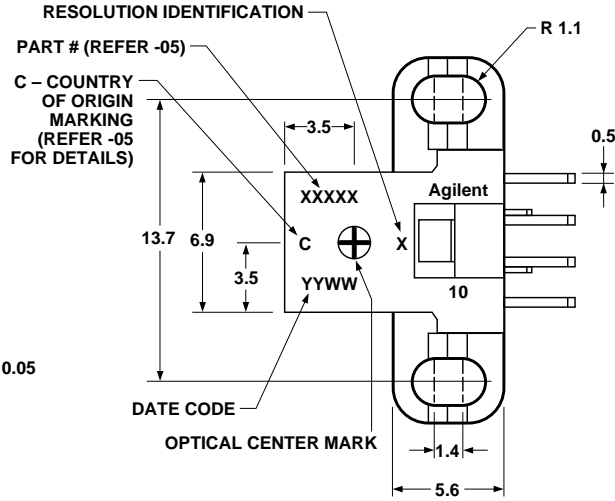 RESOLUTION IDENTIFICATION
PART # (REFER -05)
R 1.1
C – COUNTRY
OF ORIGIN
MARKING
(REFER -05
FOR DETAILS)
3.5
0.5
XXXXX
Agilent
13.7
6.9
C
X
3.5
YYWW
10
0.05
DATE CODE
OPTICAL CENTER MARK
1.4
5.6